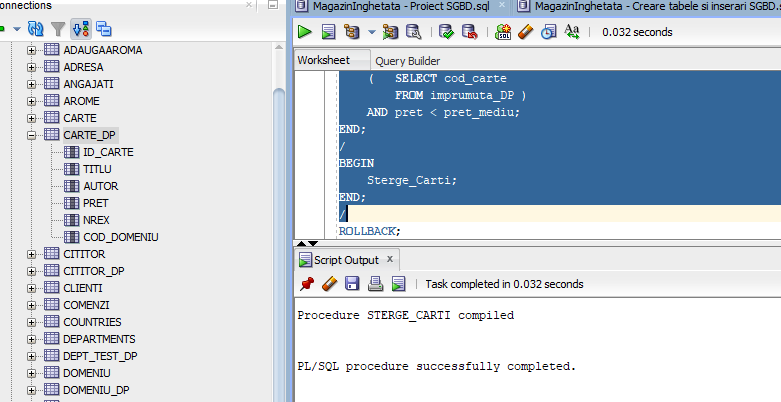 onnections
ADAUGAAROMA
ADRESA
ANGAJATI
AROME
CARTE
CARTE_DP
ID_CARTE
TITLU
AUTOR
PRET
NREX
COD_DOMENIU
CITITOR
CITITOR_DP
CLIENTI
COMENZI
COUNTRIES
DEPARTMENTS
DEPT_TEST_DP
DOMENIU
DOMENIU_DP
MagazinInghetata - Proiect SGBD.sql
MagazinInghetata - Creare tabele si inserari SGBD.s
SQL
Aa
0.032 seconds
Worksheet
Query Builder
( SELECT cod_carte
FROM imprumuta_DP )
AND pret < pret_mediu;
END;
/
BEGIN
Sterge_Carti;
END;
/
ROLLBACK;
Script Output x
Task completed in 0.032 seconds
Procedure STERGE_CARTI compiled
PL/SQL procedure successfully completed.